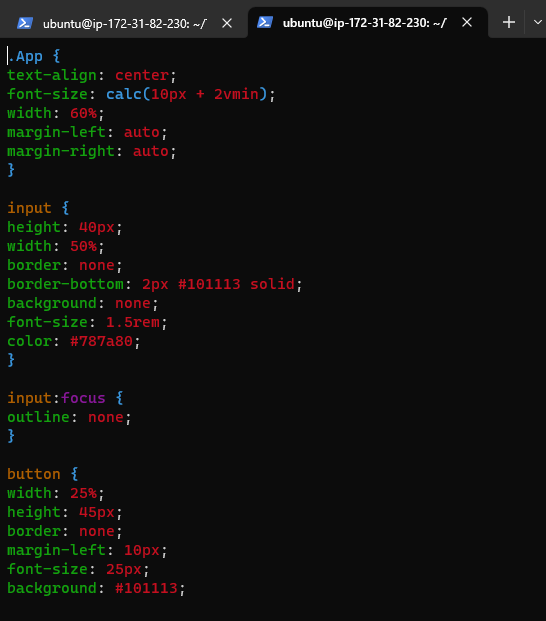 ubuntu@ip-172-31-82-230: ~/
ubuntu@ip-172-31-82-230: ~/
.App {
text-align: center;
font-size: calc(10px + 2vmin);
width: 60%;
margin-left: auto;
margin-right: auto;
}
input {
height: 40px;
width: 50%;
border: none;
border-bottom: 2px #101113 solid;
background: none;
font-size: 1.5rem;
color: #787a80;
}
input:focus {
outline: none;
}
button {
width: 25%;
height: 45px;
border: none;
margin-left: 10px;
font-size: 25px;
background: #101113;